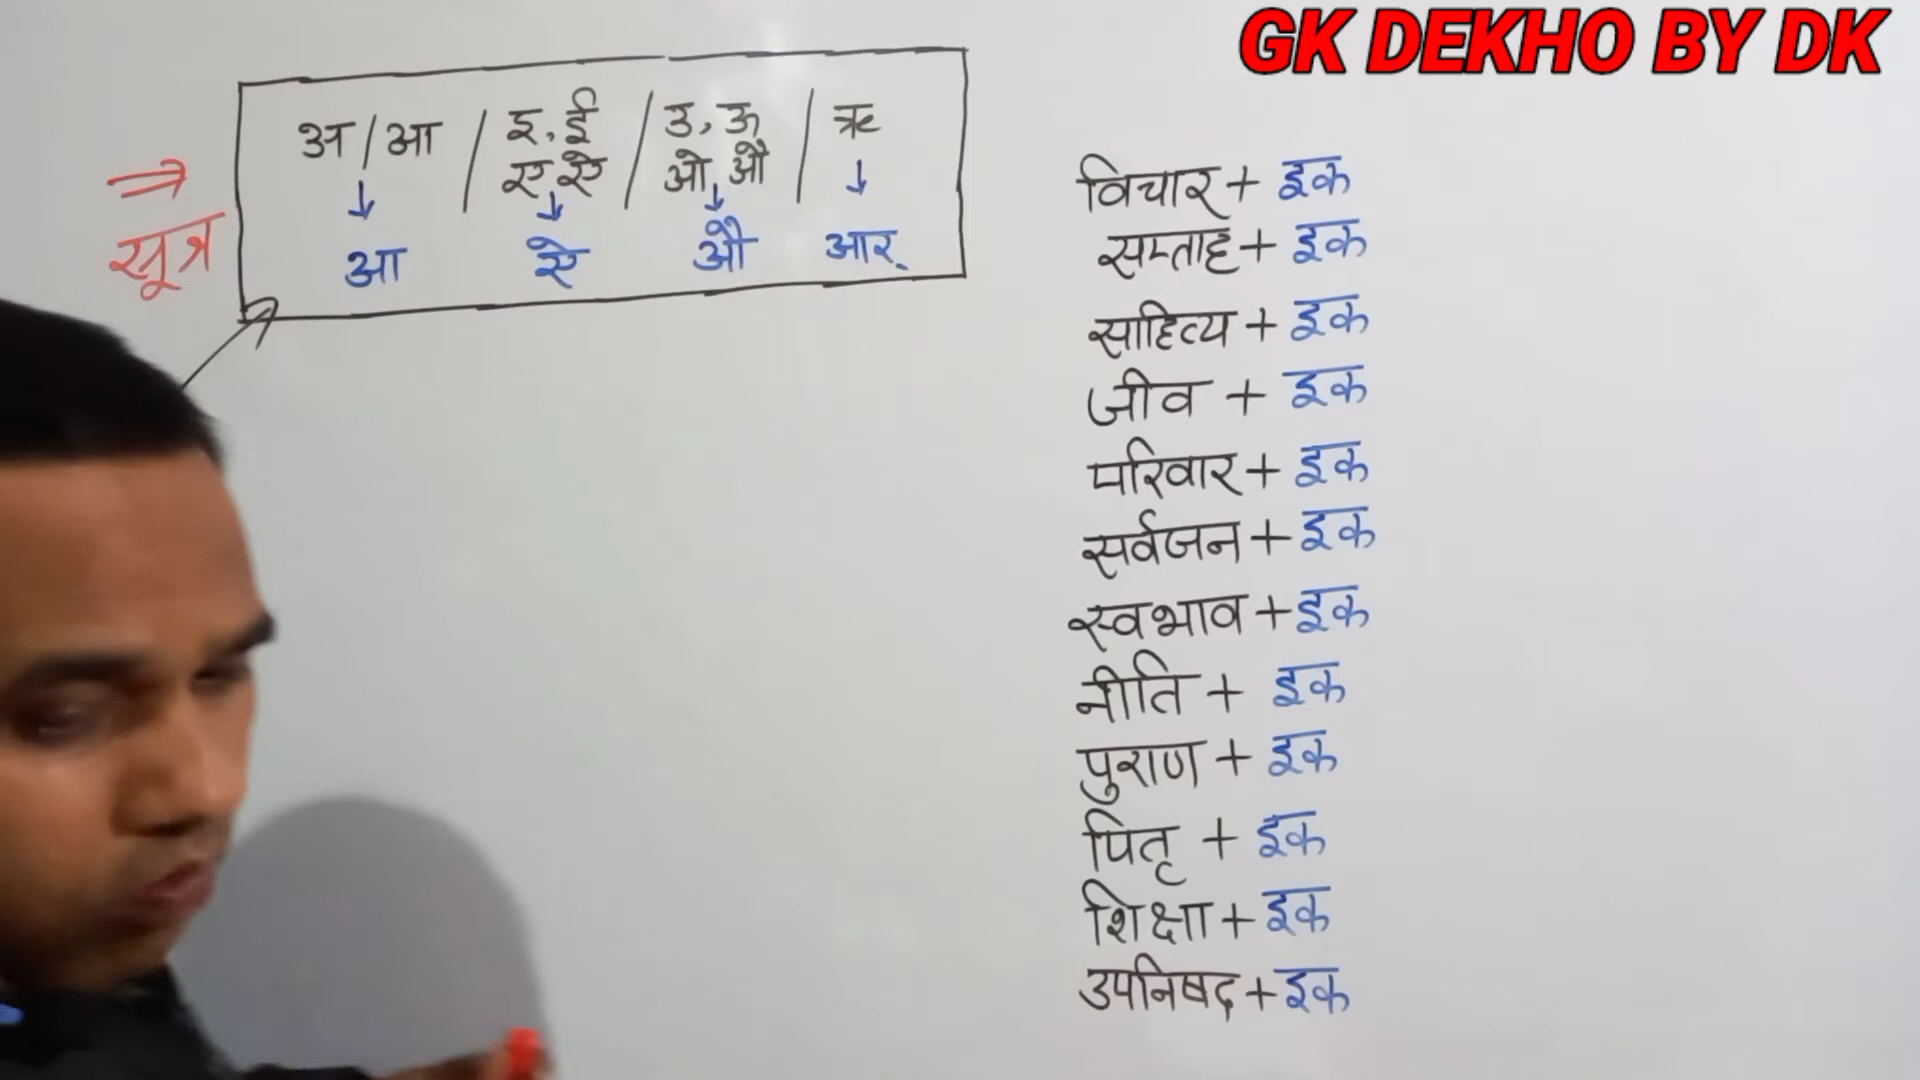 GK DEKHO BY DK
अ/आ / इ, ई / उ, ऊ / ऋ
ए, ऐ ओ, औ ↓
↓ ↓ ↓
आ ऐ औ आर्
⇒
सूत्र
विचार + इक
सप्ताह + इक
साहित्य + इक
जीव + इक
परिवार + इक
सर्वजन + इक
स्वभाव + इक
नीति + इक
पुराण + इक
पितृ + इक
शिक्षा + इक
उपनिषद + इक